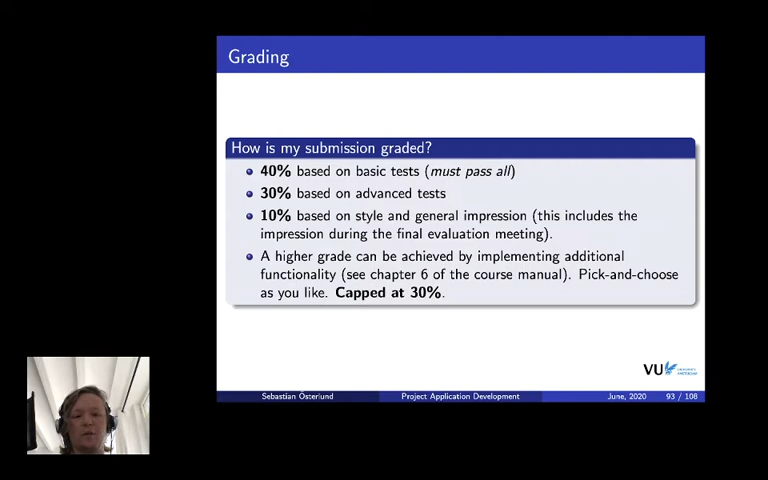 Grading
How is my submission graded?
40% based on basic tests (must pass all)
30% based on advanced tests
10% based on style and general impression (this includes the
impression during the final evaluation meeting).
A higher grade can be achieved by implementing additional
functionality (see chapter 6 of the course manual). Pick-and-choose
as you like. Capped at 30%.
VU
Sebastian Österlund Project Application Development June, 2020 93 / 108